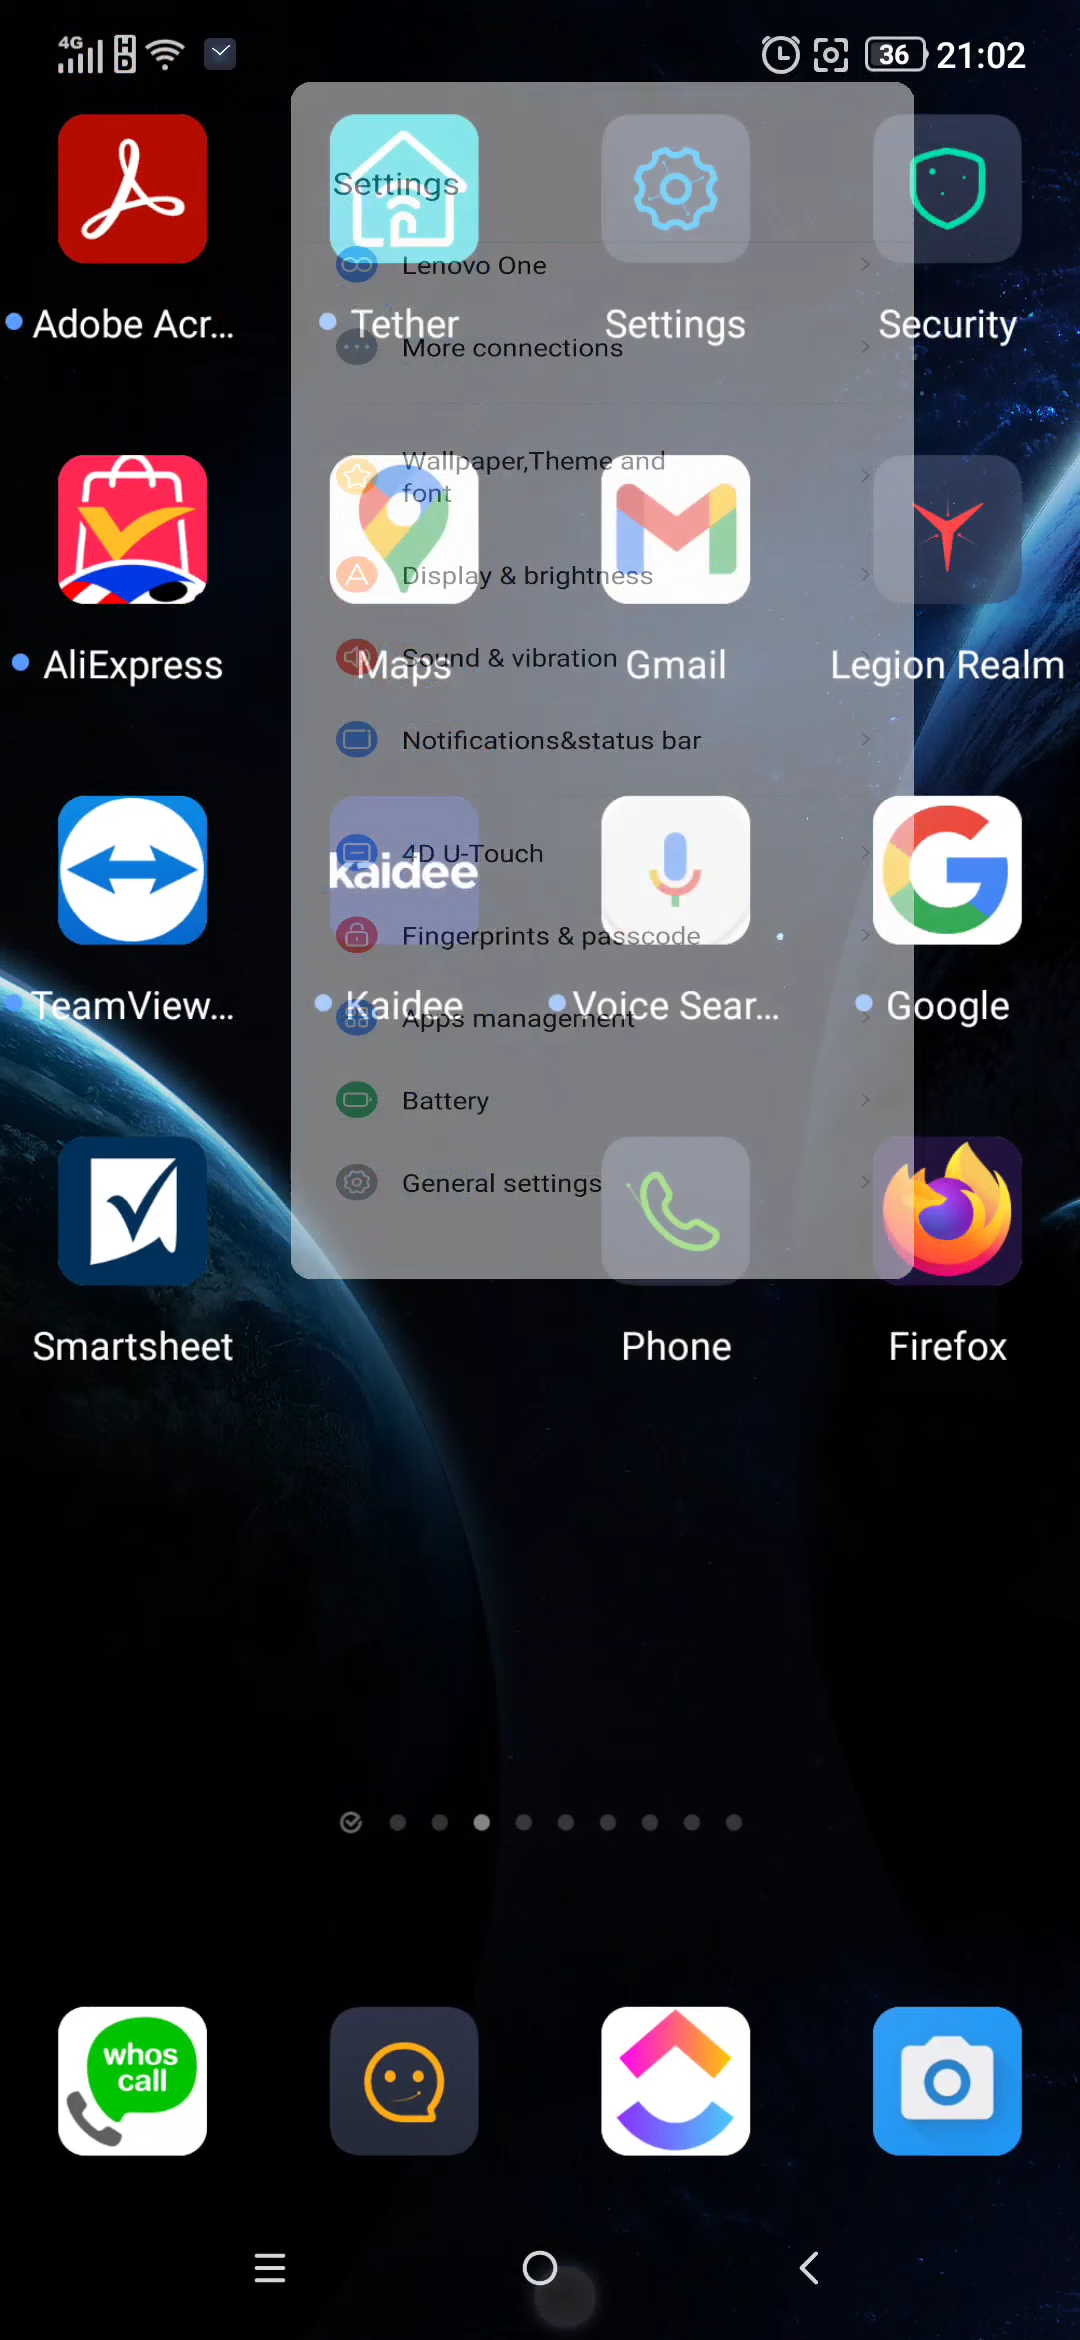 4G HD 36 21:02
Settings
Lenovo One
Adobe Acr... Tether Settings Security
More connections
Wallpaper,Theme and
font
Display & brightness
Sound & vibration
AliExpress Maps Gmail Legion Realm
Notifications&status bar
4D U-Touch
kaidee
Fingerprints & passcode
TeamView... Kaidee Voice Sear... Google
Apps management
Battery
General settings
Smartsheet Phone Firefox
whos
call